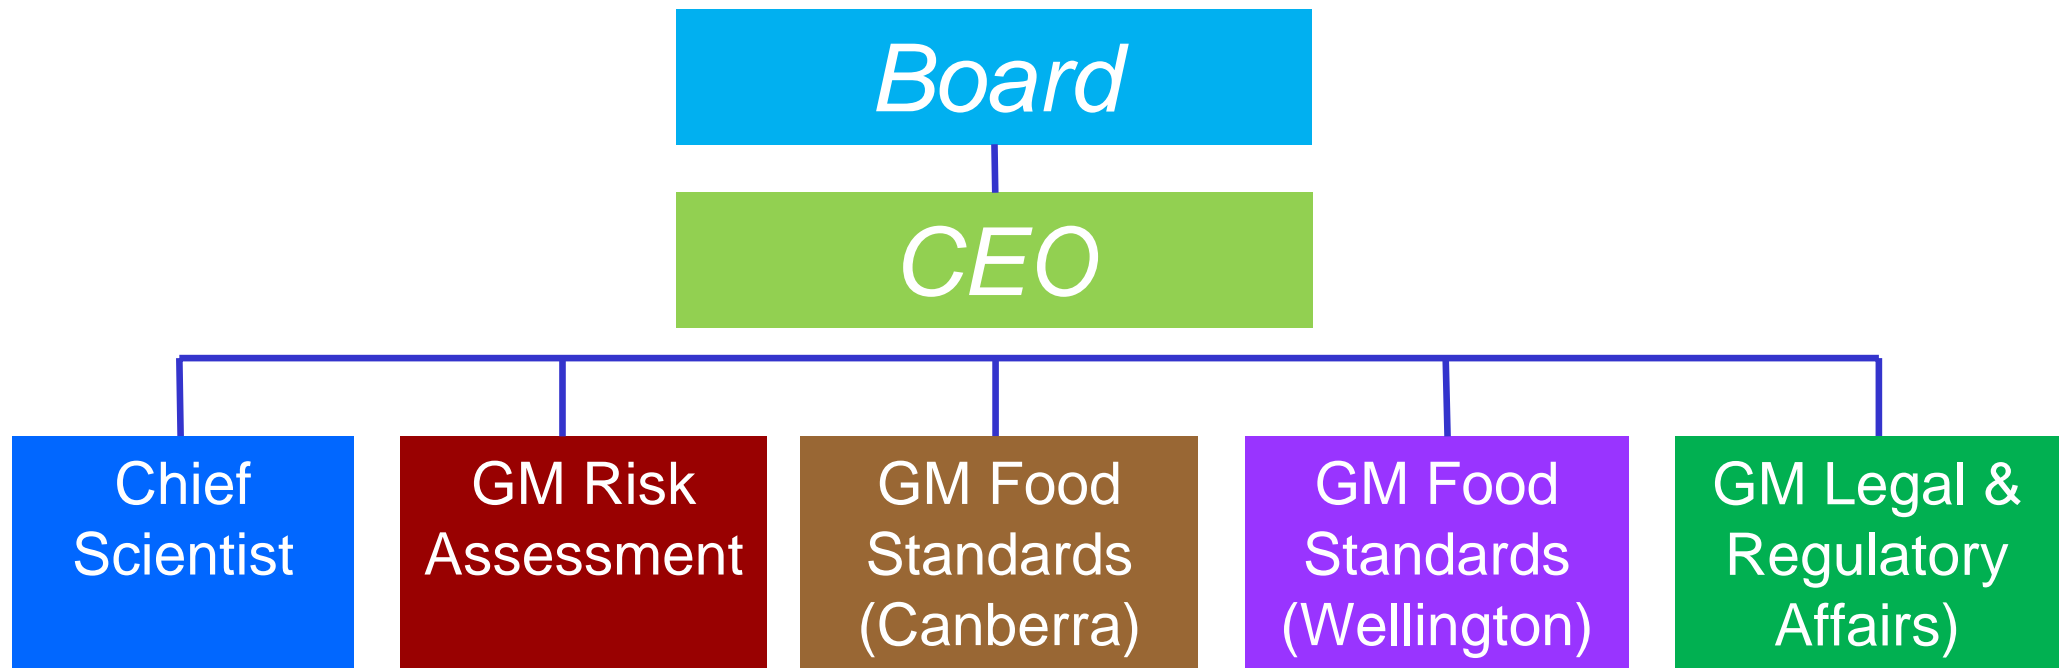 Board
CEO
Chief
Scientist
GM Risk
Assessment
GM Food
Standards
(Canberra)
GM Food
Standards
(Wellington)
GM Legal &
Regulatory
Affairs)